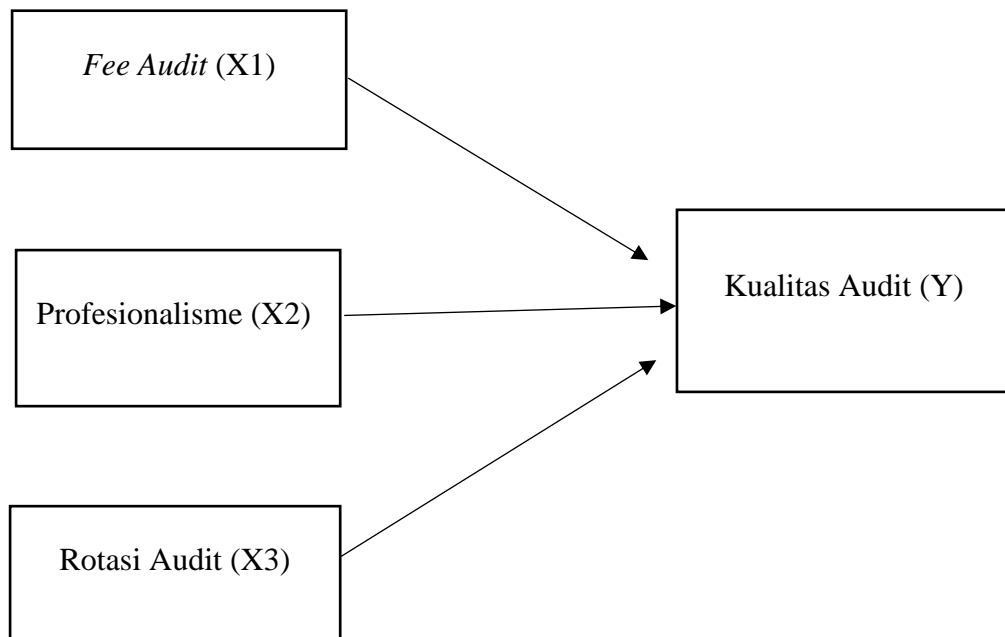 Fee Audit (X1)
Profesionalisme (X2)
Kualitas Audit (Y)
Rotasi Audit (X3)